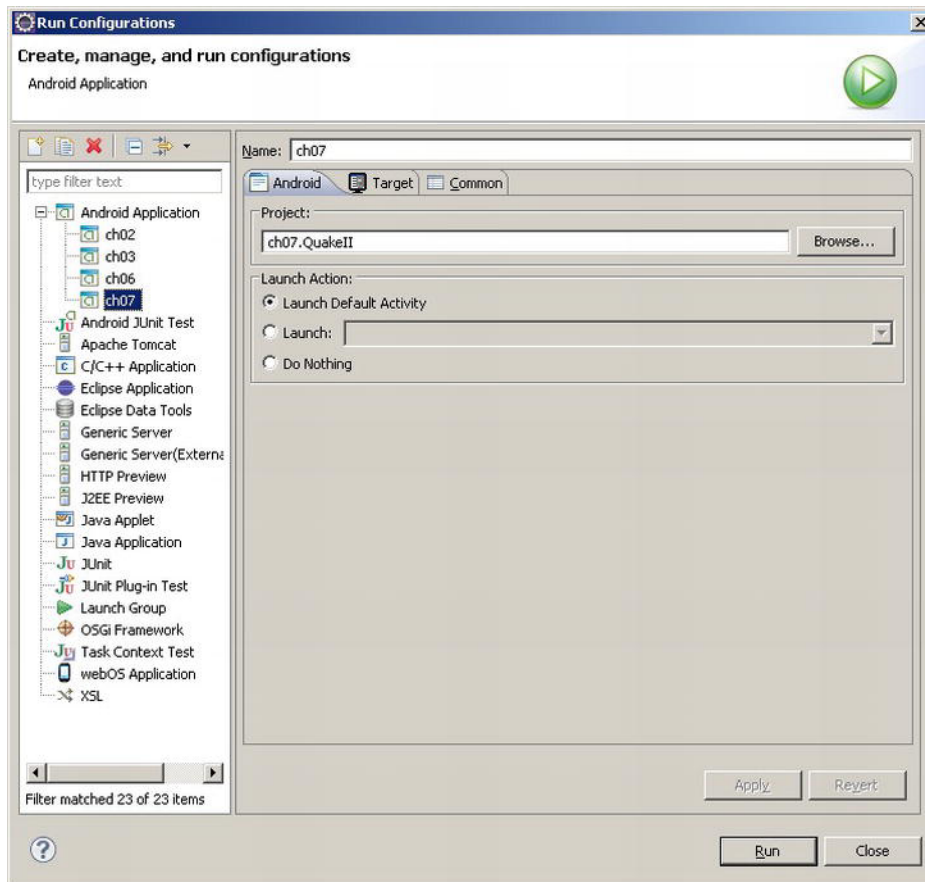 Run Configurations
Create, manage, and run configurations
Android Application
type filter text
Android Application
ch02
ch03
ch06
ch07
Android JUnit Test
Apache Tomcat
C/C++ Application
Eclipse Application
Eclipse Data Tools
Generic Server
Generic Server(Externa
HTTP Preview
J2EE Preview
Java Applet
Java Application
JUnit
JUnit Plug-in Test
Launch Group
OSGi Framework
Task Context Test
webOS Application
XSL
Filter matched 23 of 23 items
Name: ch07
Android Target Common
Project:
ch07.QuakeII Browse...
Launch Action:
Launch Default Activity
Launch:
Do Nothing
Apply Revert
Run Close